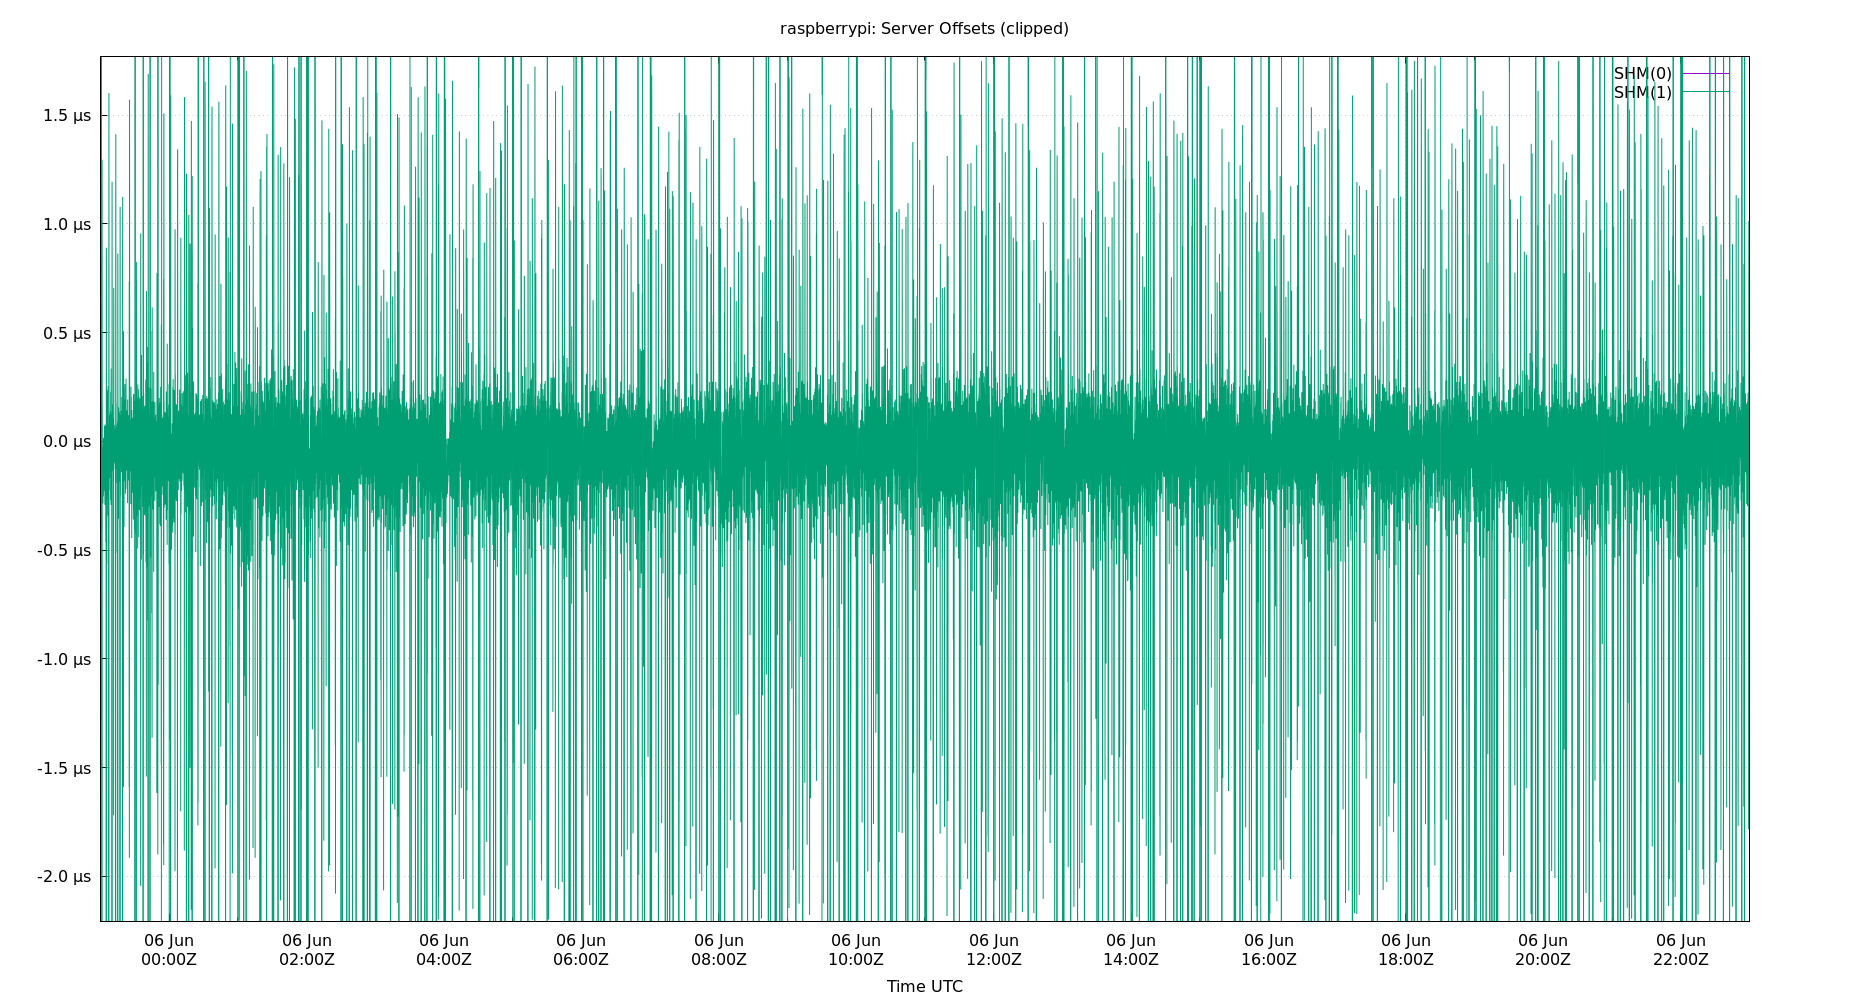 raspberrypi: Server Offsets (clipped)
SHM(0)
SHM(1)
1.5 µs
1.0 µs
0.5 µs
0.0 µs
-0.5 µs
-1.0 µs
-1.5 µs
-2.0 µs
06 Jun 06 Jun 06 Jun 06 Jun 06 Jun 06 Jun 06 Jun 06 Jun 06 Jun 06 Jun 06 Jun 06 Jun
00:00Z 02:00Z 04:00Z 06:00Z 08:00Z 10:00Z 12:00Z 14:00Z 16:00Z 18:00Z 20:00Z 22:00Z
Time UTC